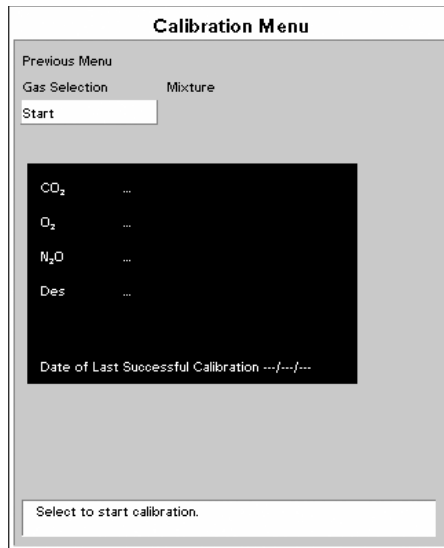 Calibration Menu
Previous Menu
Gas Selection Mixture
Start
CO₂ ...
O₂ ...
N₂O ...
Des ...
Date of Last Successful Calibration ---/---/---
Select to start calibration.